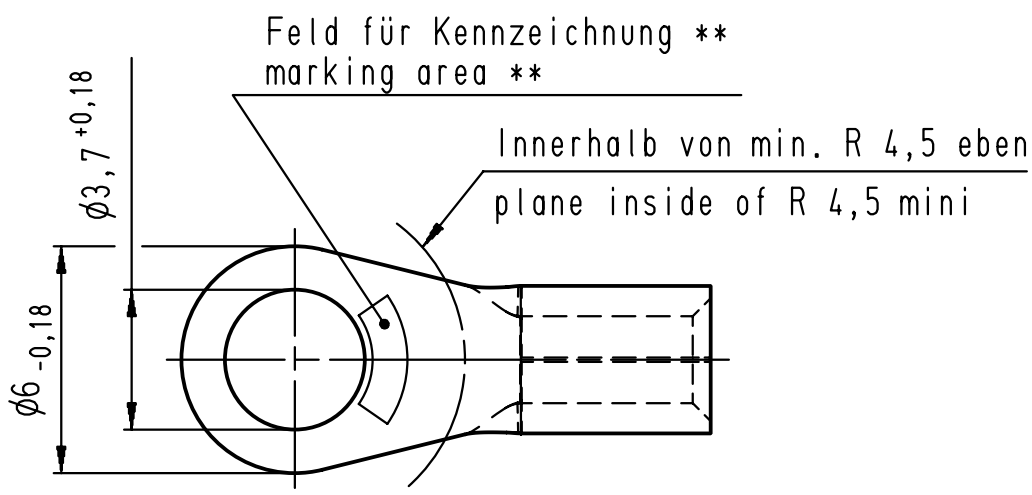 Feld für Kennzeichnung **
marking area **
Innerhalb von min. R 4,5 eben
plane inside of R 4,5 mini
Ø3,7 +0,18
Ø6 -0,18